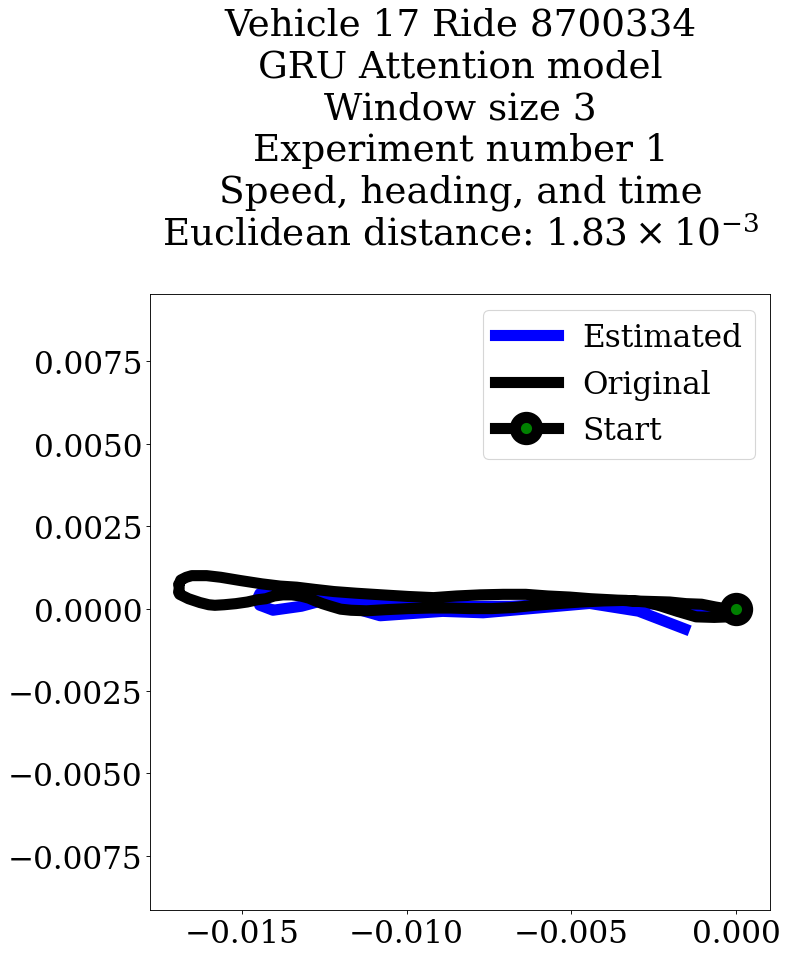 Vehicle 17 Ride 8700334
GRU Attention model
Window size 3
Experiment number 1
Speed, heading, and time
Euclidean distance: 1.83 × 10⁻³
Estimated
Original
Start
0.0075
0.0050
0.0025
0.0000
−0.0025
−0.0050
−0.0075
−0.015 −0.010 −0.005 0.000